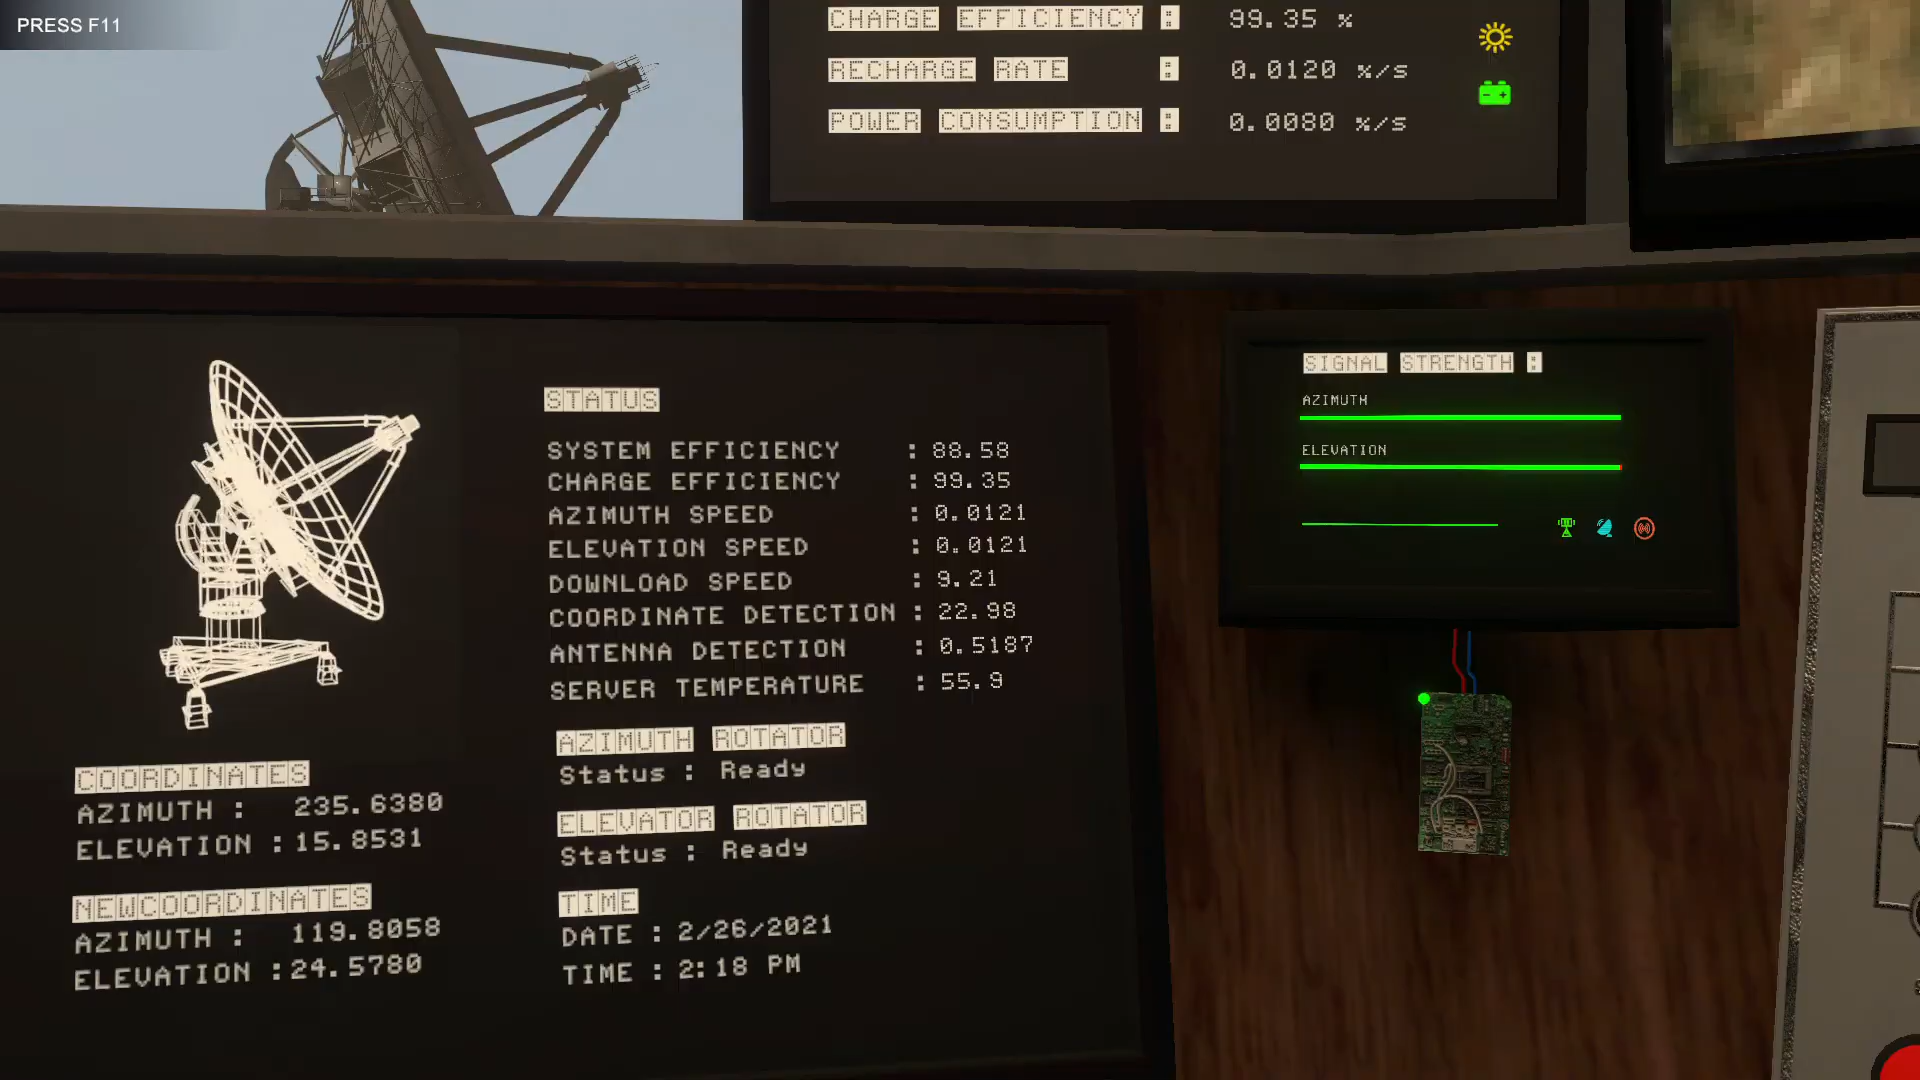 PRESS F11
CHARGE EFFICIENCY : 99.35 %
RECHARGE RATE : 0.0120 %/s
POWER CONSUMPTION : 0.0080 %/s
SIGNAL STRENGTH :
AZIMUTH
ELEVATION
STATUS
SYSTEM EFFICIENCY : 88.58
CHARGE EFFICIENCY : 99.35
AZIMUTH SPEED : 0.0121
ELEVATION SPEED : 0.0121
DOWNLOAD SPEED : 9.21
COORDINATE DETECTION : 22.98
ANTENNA DETECTION : 0.5187
SERVER TEMPERATURE : 55.9
AZIMUTH ROTATOR
Status : Ready
ELEVATOR ROTATOR
Status : Ready
TIME
DATE : 2/26/2021
TIME : 2:18 PM
COORDINATES
AZIMUTH : 235.6380
ELEVATION : 15.8531
NEWCOORDINATES
AZIMUTH : 119.8058
ELEVATION : 24.5780